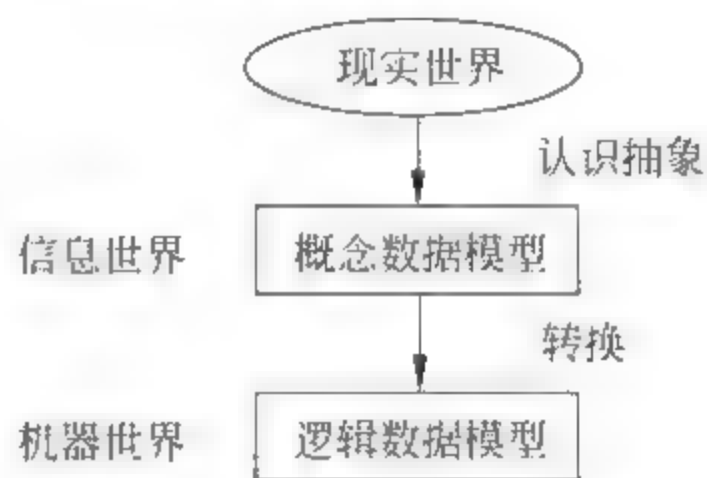 现实世界
认识抽象
信息世界
概念数据模型
转换
机器世界
逻辑数据模型